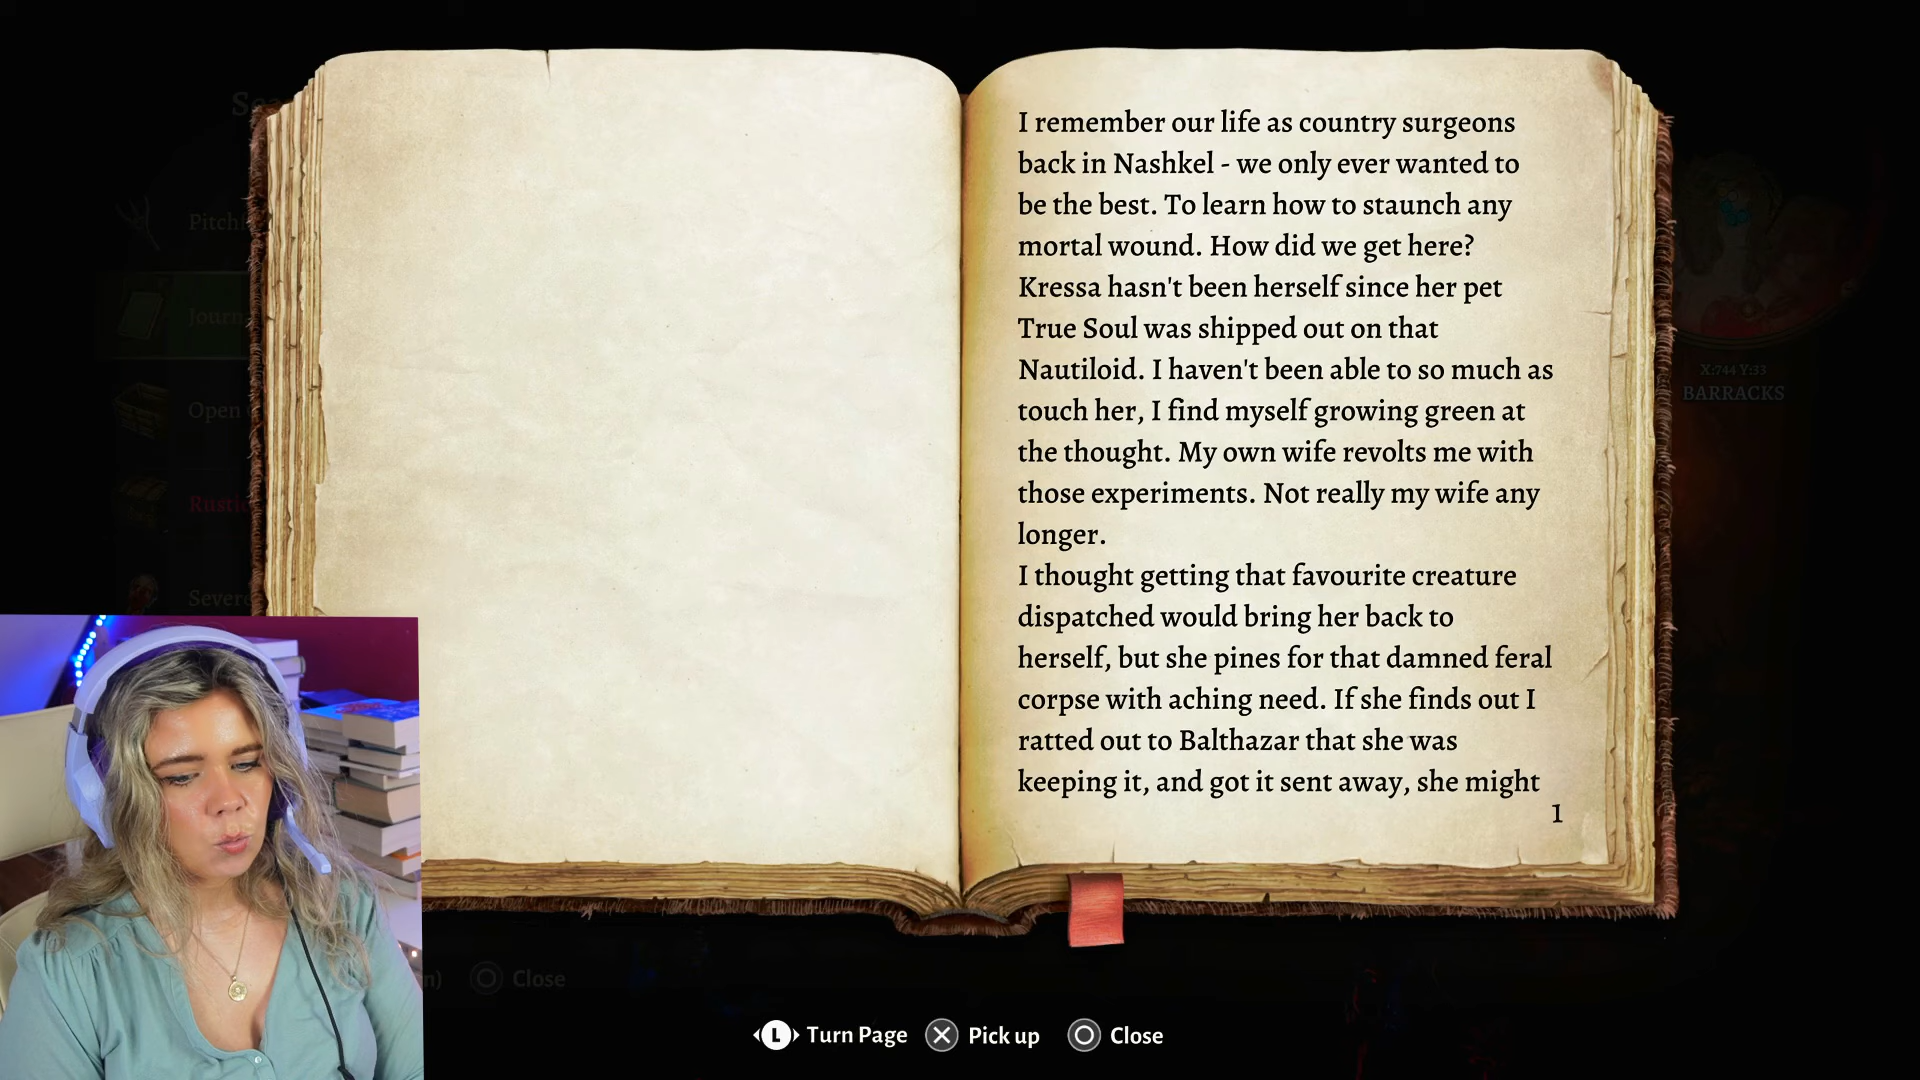 I remember our life as country surgeons
back in Nashkel - we only ever wanted to
be the best. To learn how to staunch any
mortal wound. How did we get here?
Kressa hasn't been herself since her pet
True Soul was shipped out on that
Nautiloid. I haven't been able to so much as
touch her, I find myself growing green at
the thought. My own wife revolts me with
those experiments. Not really my wife any
longer.
I thought getting that favourite creature
dispatched would bring her back to
herself, but she pines for that damned feral
corpse with aching need. If she finds out I
ratted out to Balthazar that she was
keeping it, and got it sent away, she might
1
Open
X:744 Y:33
BARRACKS
Close
L Turn Page Pick up Close